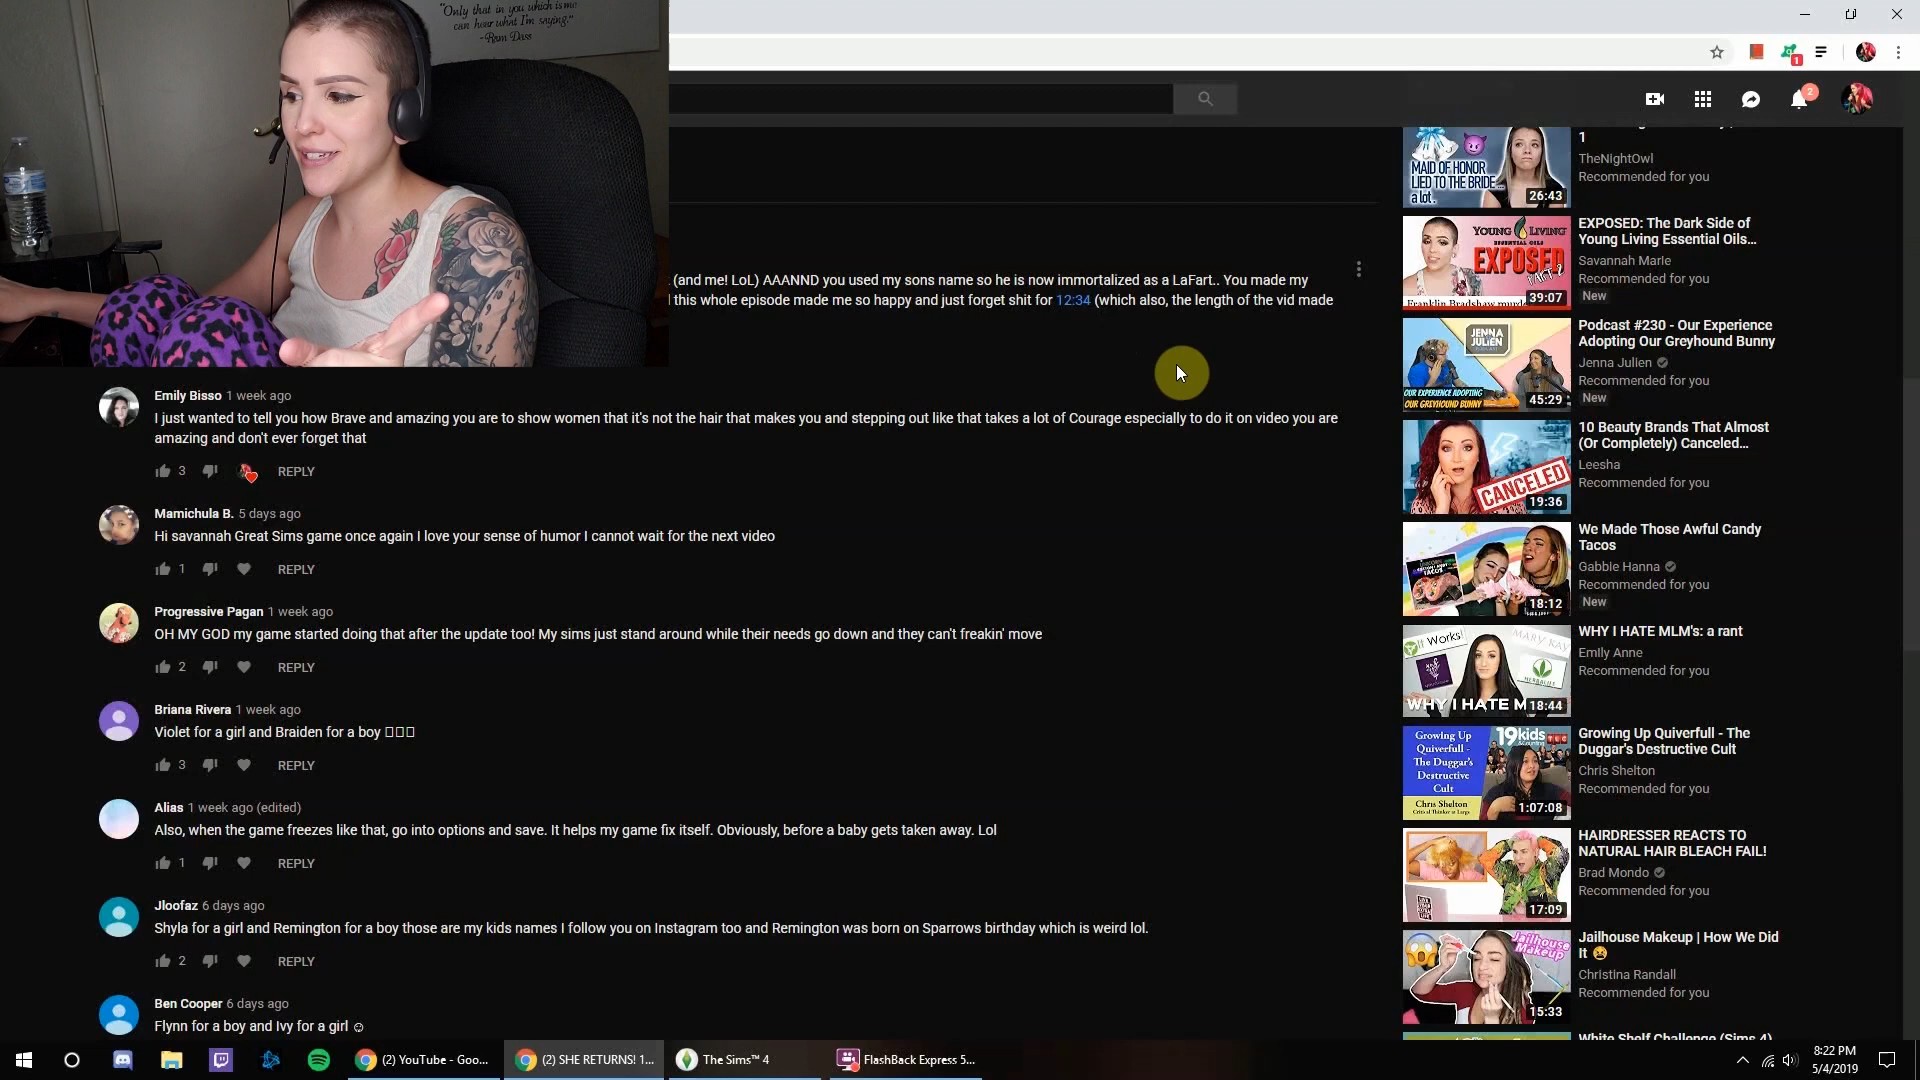 "Only that in you which is me
can hear what I'm saying."
-Ram Dass
1
2
(and me! LoL) AAANND you used my sons name so he is now immortalized as a LaFart.. You made my
this whole episode made me so happy and just forget shit for 12:34 (which also, the length of the vid made
Emily Bisso 1 week ago
I just wanted to tell you how Brave and amazing you are to show women that it's not the hair that makes you and stepping out like that takes a lot of Courage especially to do it on video you are
amazing and don't ever forget that
3 REPLY
Mamichula B. 5 days ago
Hi savannah Great Sims game once again I love your sense of humor I cannot wait for the next video
1 REPLY
Progressive Pagan 1 week ago
OH MY GOD my game started doing that after the update too! My sims just stand around while their needs go down and they can't freakin' move
2 REPLY
Briana Rivera 1 week ago
Violet for a girl and Braiden for a boy
3 REPLY
Alias 1 week ago (edited)
Also, when the game freezes like that, go into options and save. It helps my game fix itself. Obviously, before a baby gets taken away. Lol
1 REPLY
Jloofaz 6 days ago
Shyla for a girl and Remington for a boy those are my kids names I follow you on Instagram too and Remington was born on Sparrows birthday which is weird lol.
2 REPLY
Ben Cooper 6 days ago
Flynn for a boy and Ivy for a girl ☺
MAID OF HONOR
LIED TO THE BRIDE...
a lot.
26:43
1
TheNightOwl
Recommended for you
YOUNG LIVING
ESSENTIAL OILS
EXPOSED
PART 2
Franklin Bradshaw murde
39:07
EXPOSED: The Dark Side of
Young Living Essential Oils...
Savannah Marie
Recommended for you
New
JENNA
JULIEN
OUR EXPERIENCE ADOPTING
OUR GREYHOUND BUNNY
45:29
Podcast #230 - Our Experience
Adopting Our Greyhound Bunny
Jenna Julien
Recommended for you
New
CANCELED
19:36
10 Beauty Brands That Almost
(Or Completely) Canceled...
Leesha
Recommended for you
18:12
We Made Those Awful Candy
Tacos
Gabbie Hanna
Recommended for you
New
It Works!
MARY KAY
HERBALIFE
WHY I HATE M
18:44
WHY I HATE MLM's: a rant
Emily Anne
Recommended for you
Growing Up
Quiverfull -
The Duggar's
Destructive
Cult
Chris Shelton
Critical Thinker at Large
19 kids
TLC
1:07:08
Growing Up Quiverfull - The
Duggar's Destructive Cult
Chris Shelton
Recommended for you
17:09
HAIRDRESSER REACTS TO
NATURAL HAIR BLEACH FAIL!
Brad Mondo
Recommended for you
Jailhouse
Makeup
15:33
Jailhouse Makeup | How We Did
It 😫
Christina Randall
Recommended for you
White Shelf Challenge (Sims 4)
(2) YouTube - Goo...
(2) SHE RETURNS! 1...
The Sims™ 4
FlashBack Express 5...
8:22 PM
5/4/2019